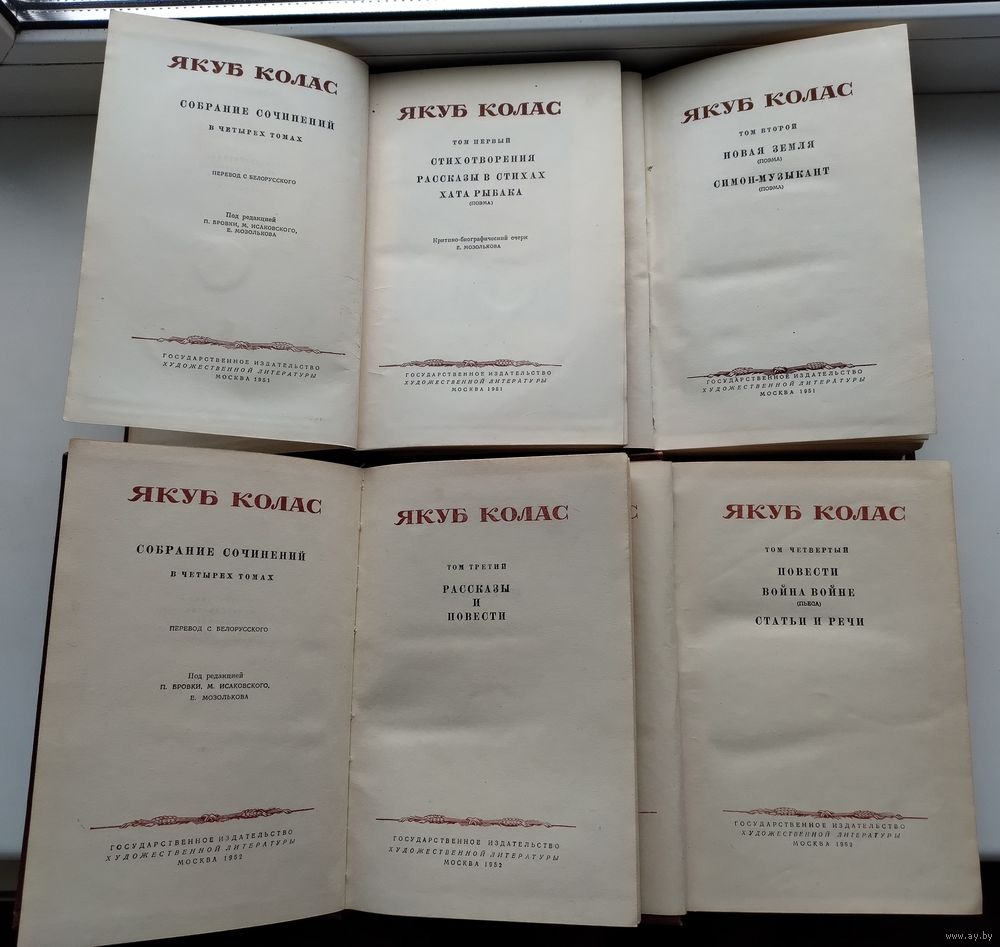 ЯКУБ КОЛАС
СОБРАНИЕ СОЧИНЕНИЙ
В ЧЕТЫРЕХ ТОМАХ
ПЕРЕВОД С БЕЛОРУССКОГО
Под редакцией
П. БРОВКИ, М. ИСАКОВСКОГО,
Е. МОЗОЛЬКОВА
ГОСУДАРСТВЕННОЕ ИЗДАТЕЛЬСТВО
ХУДОЖЕСТВЕННОЙ ЛИТЕРАТУРЫ
МОСКВА 1951
ЯКУБ КОЛАС
ТОМ ПЕРВЫЙ
СТИХОТВОРЕНИЯ
РАССКАЗЫ В СТИХАХ
ХАТА РЫБАКА
(ПОЭМА)
Критико-биографический очерк
Е. МОЗОЛЬКОВА
ГОСУДАРСТВЕННОЕ ИЗДАТЕЛЬСТВО
ХУДОЖЕСТВЕННОЙ ЛИТЕРАТУРЫ
МОСКВА 1951
ЯКУБ КОЛАС
ТОМ ВТОРОЙ
НОВАЯ ЗЕМЛЯ
(ПОЭМА)
СИМОН-МУЗЫКАНТ
(ПОЭМА)
ГОСУДАРСТВЕННОЕ ИЗДАТЕЛЬСТВО
ХУДОЖЕСТВЕННОЙ ЛИТЕРАТУРЫ
МОСКВА 1951
ЯКУБ КОЛАС
СОБРАНИЕ СОЧИНЕНИЙ
В ЧЕТЫРЕХ ТОМАХ
ПЕРЕВОД С БЕЛОРУССКОГО
Под редакцией
П. БРОВКИ, М. ИСАКОВСКОГО,
Е. МОЗОЛЬКОВА
ГОСУДАРСТВЕННОЕ ИЗДАТЕЛЬСТВО
ХУДОЖЕСТВЕННОЙ ЛИТЕРАТУРЫ
МОСКВА 1952
ЯКУБ КОЛАС
ТОМ ТРЕТИЙ
РАССКАЗЫ
И
ПОВЕСТИ
ГОСУДАРСТВЕННОЕ ИЗДАТЕЛЬСТВО
ХУДОЖЕСТВЕННОЙ ЛИТЕРАТУРЫ
МОСКВА 1952
С
ЯКУБ КОЛАС
ТОМ ЧЕТВЕРТЫЙ
ПОВЕСТИ
ВОЙНА ВОЙНЕ
(ПЬЕСА)
СТАТЬИ И РЕЧИ
ГОСУДАРСТВЕННОЕ ИЗДАТЕЛЬСТВО
ХУДОЖЕСТВЕННОЙ ЛИТЕРАТУРЫ
МОСКВА 1952
www.ay.by